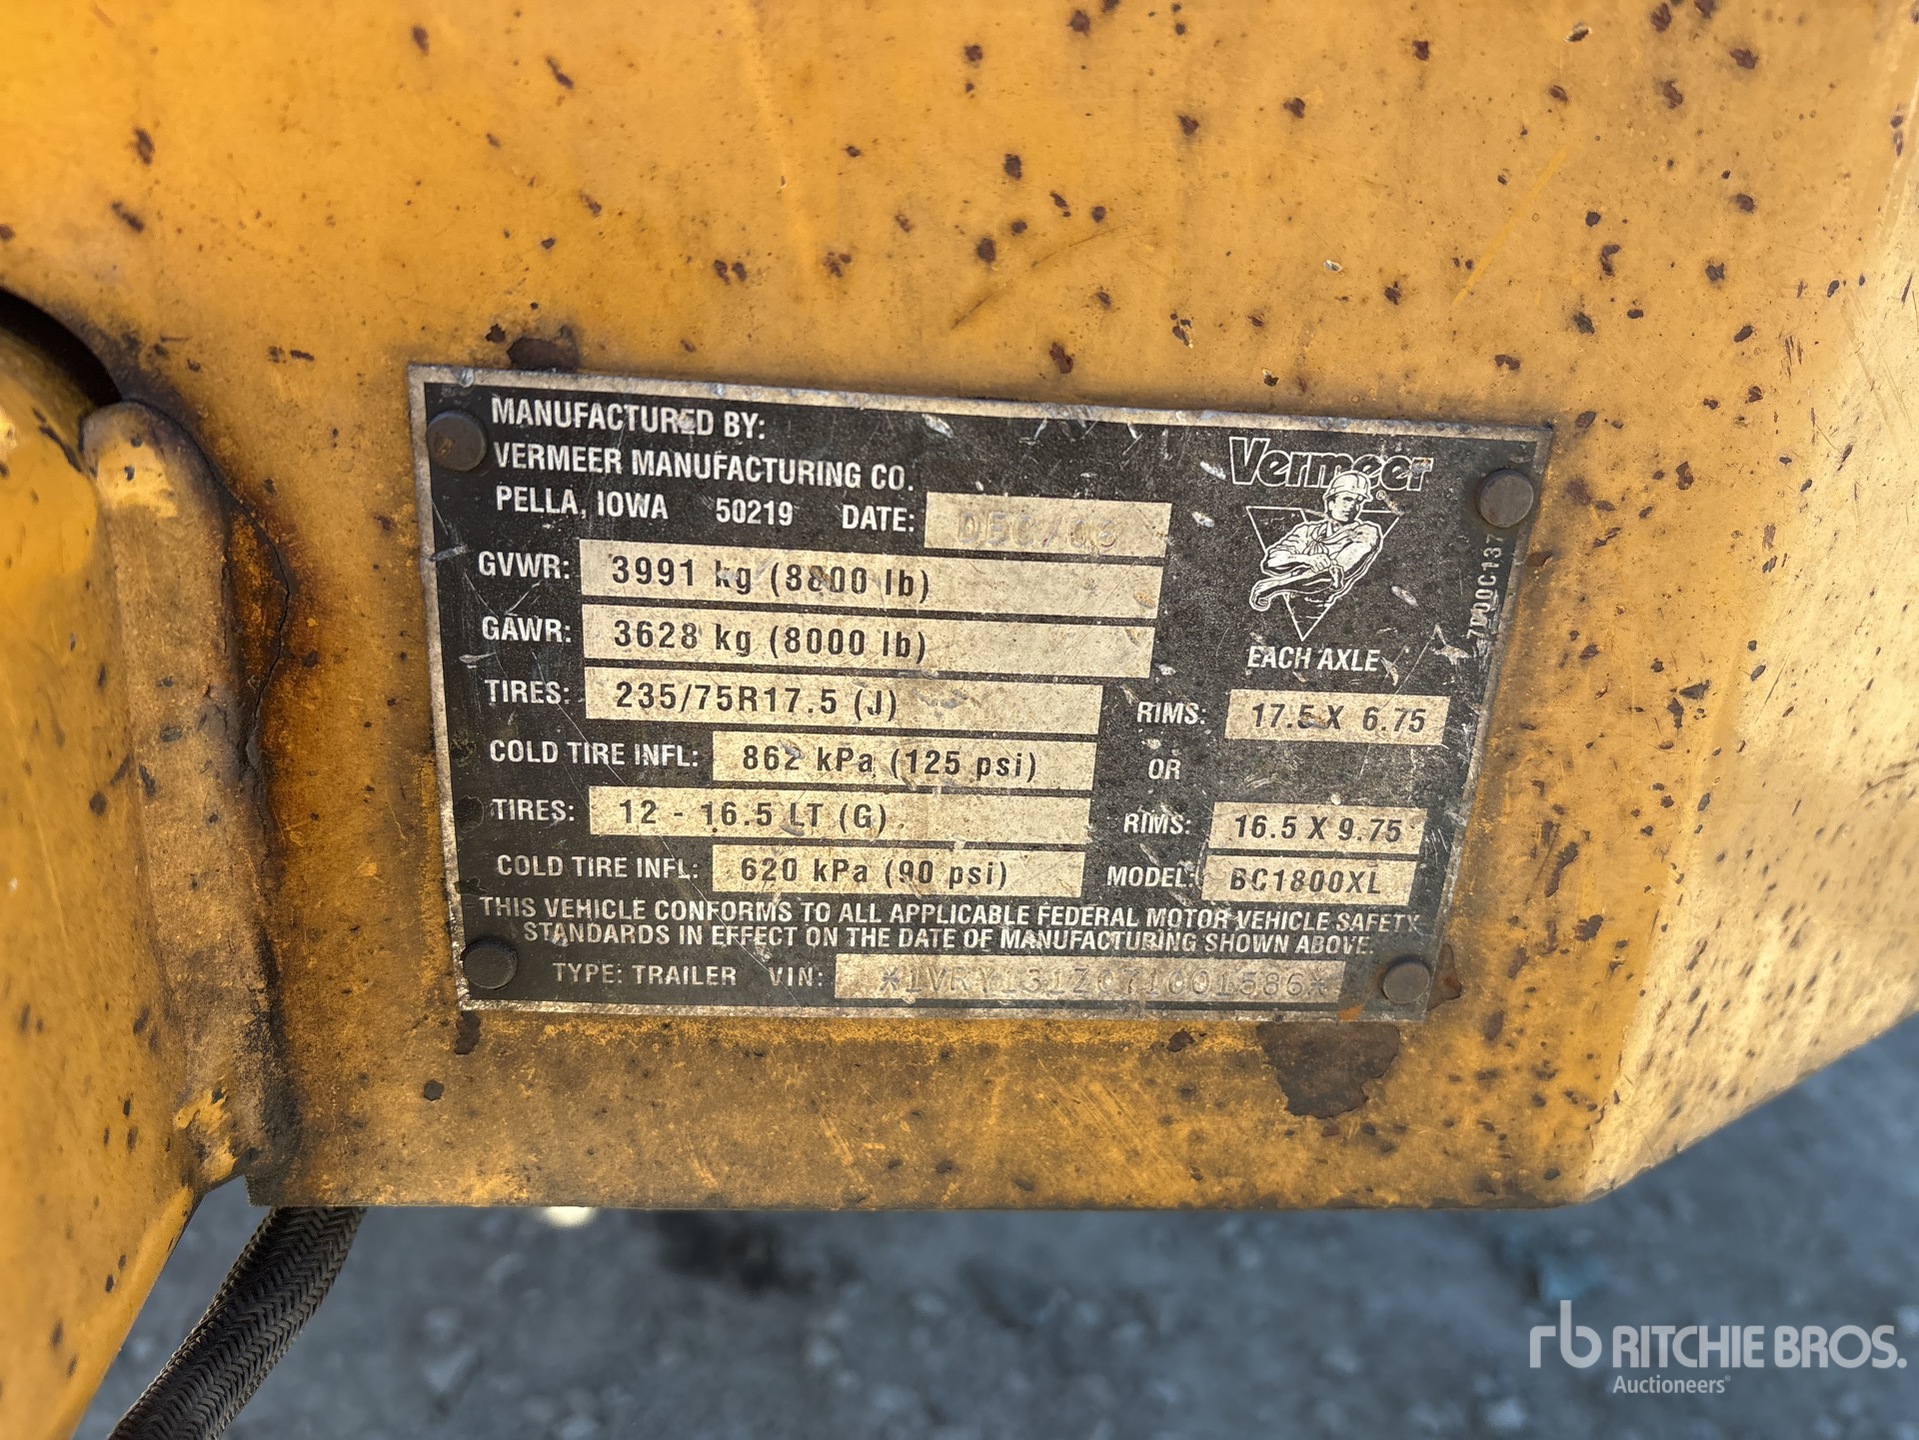 MANUFACTURED BY:
VERMEER MANUFACTURING CO.
PELLA, IOWA 50219 DATE: DEC/06
GVWR: 3991 kg (8800 lb)
GAWR: 3628 kg (8000 lb)
Vermeer®
EACH AXLE
TIRES: 235/75R17.5 (J) RIMS: 17.5 X 6.75
COLD TIRE INFL: 862 kPa (125 psi) OR
TIRES: 12 - 16.5 LT (G) RIMS: 16.5 X 9.75
COLD TIRE INFL: 620 kPa (90 psi) MODEL: BC1800XL
THIS VEHICLE CONFORMS TO ALL APPLICABLE FEDERAL MOTOR VEHICLE SAFETY
STANDARDS IN EFFECT ON THE DATE OF MANUFACTURING SHOWN ABOVE.
TYPE: TRAILER VIN: *1VRY131Z071001586*
rb RITCHIE BROS.
Auctioneers®